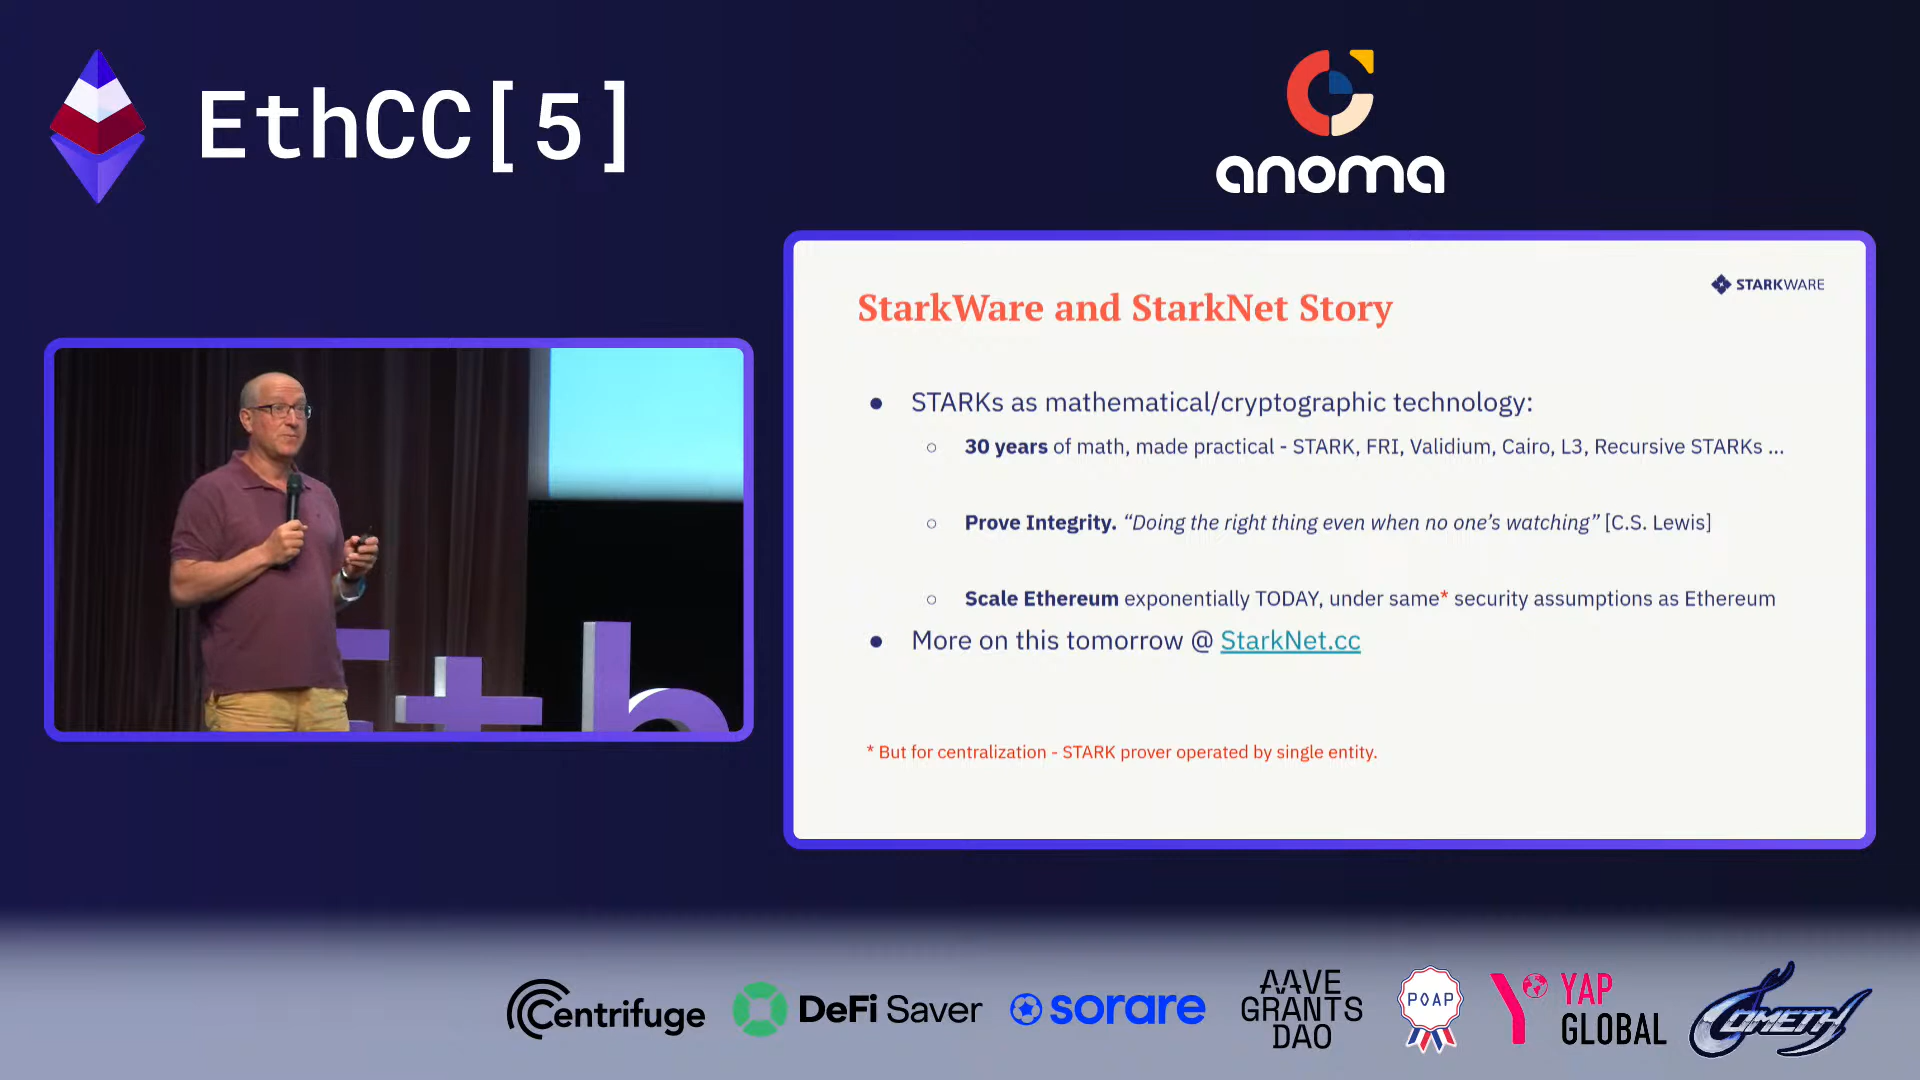 EthCC[5]
anoma
STARKWARE
StarkWare and StarkNet Story
● STARKs as mathematical/cryptographic technology:
○ 30 years of math, made practical - STARK, FRI, Validium, Cairo, L3, Recursive STARKs ...
○ Prove Integrity. “Doing the right thing even when no one’s watching” [C.S. Lewis]
○ Scale Ethereum exponentially TODAY, under same* security assumptions as Ethereum
● More on this tomorrow @ StarkNet.cc
* But for centralization - STARK prover operated by single entity.
Eth
Centrifuge
DeFi Saver
sorare
AAVE
GRANTS
DAO
POAP
YAP
GLOBAL
COMETH